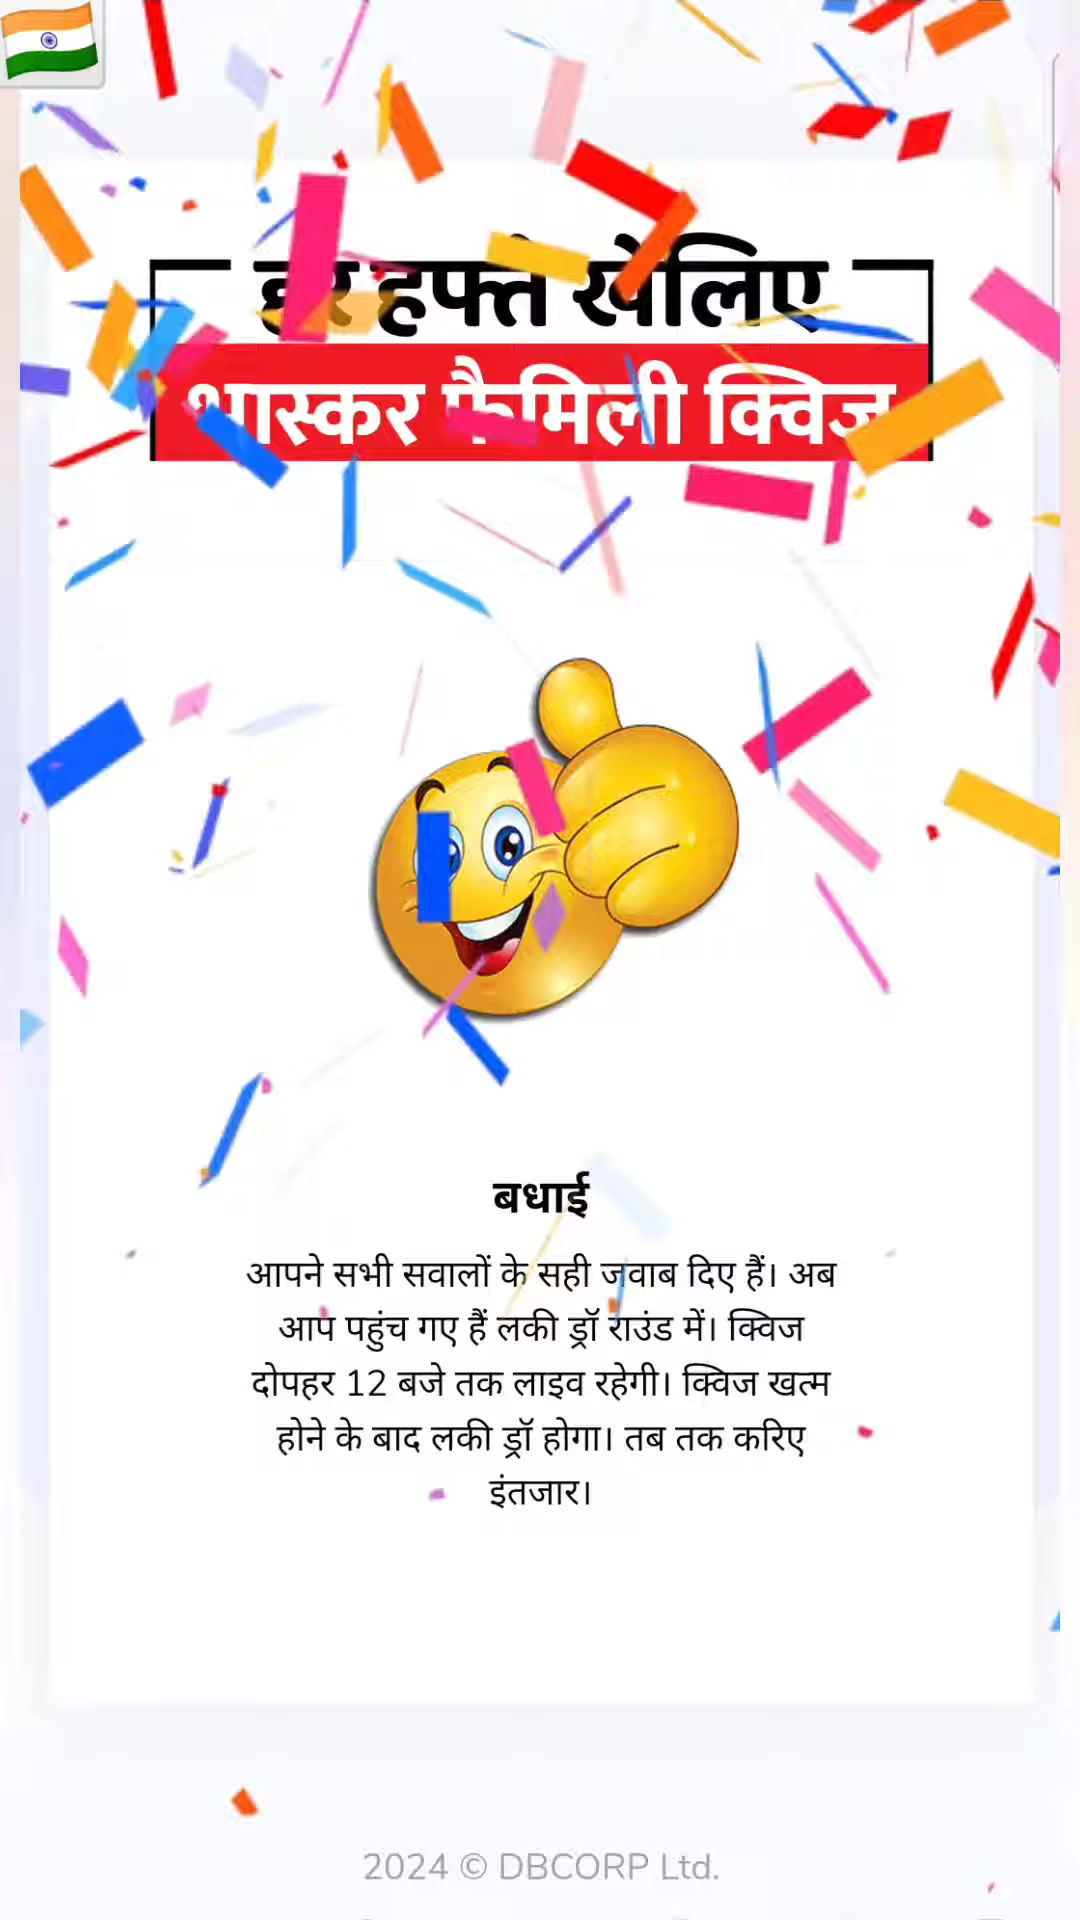 हर हफ्ते खेलिए
भास्कर फैमिली क्विज
बधाई
आपने सभी सवालों के सही जवाब दिए हैं। अब
आप पहुंच गए हैं लकी ड्रॉ राउंड में। क्विज
दोपहर 12 बजे तक लाइव रहेगी। क्विज खत्म
होने के बाद लकी ड्रॉ होगा। तब तक करिए
इंतजार।
2024 © DBCORP Ltd.